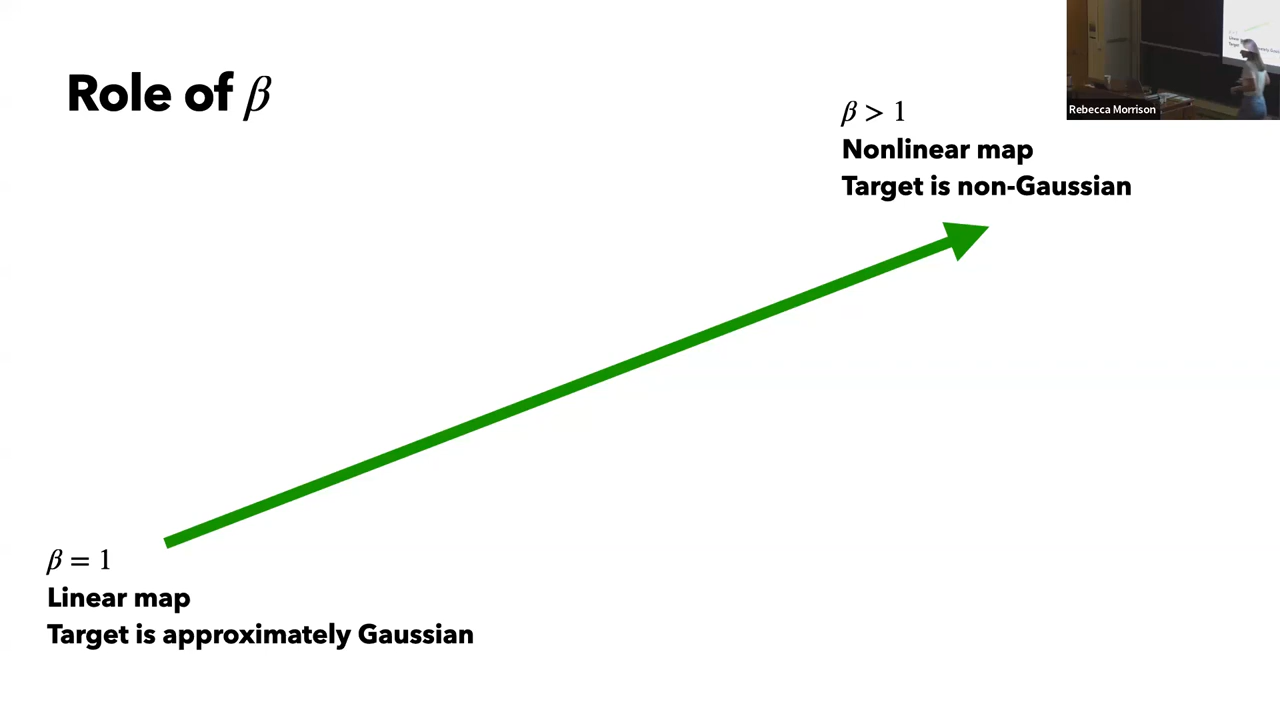 Role of β
Rebecca Morrison
β > 1
Nonlinear map
Target is non-Gaussian
β = 1
Linear map
Target is approximately Gaussian